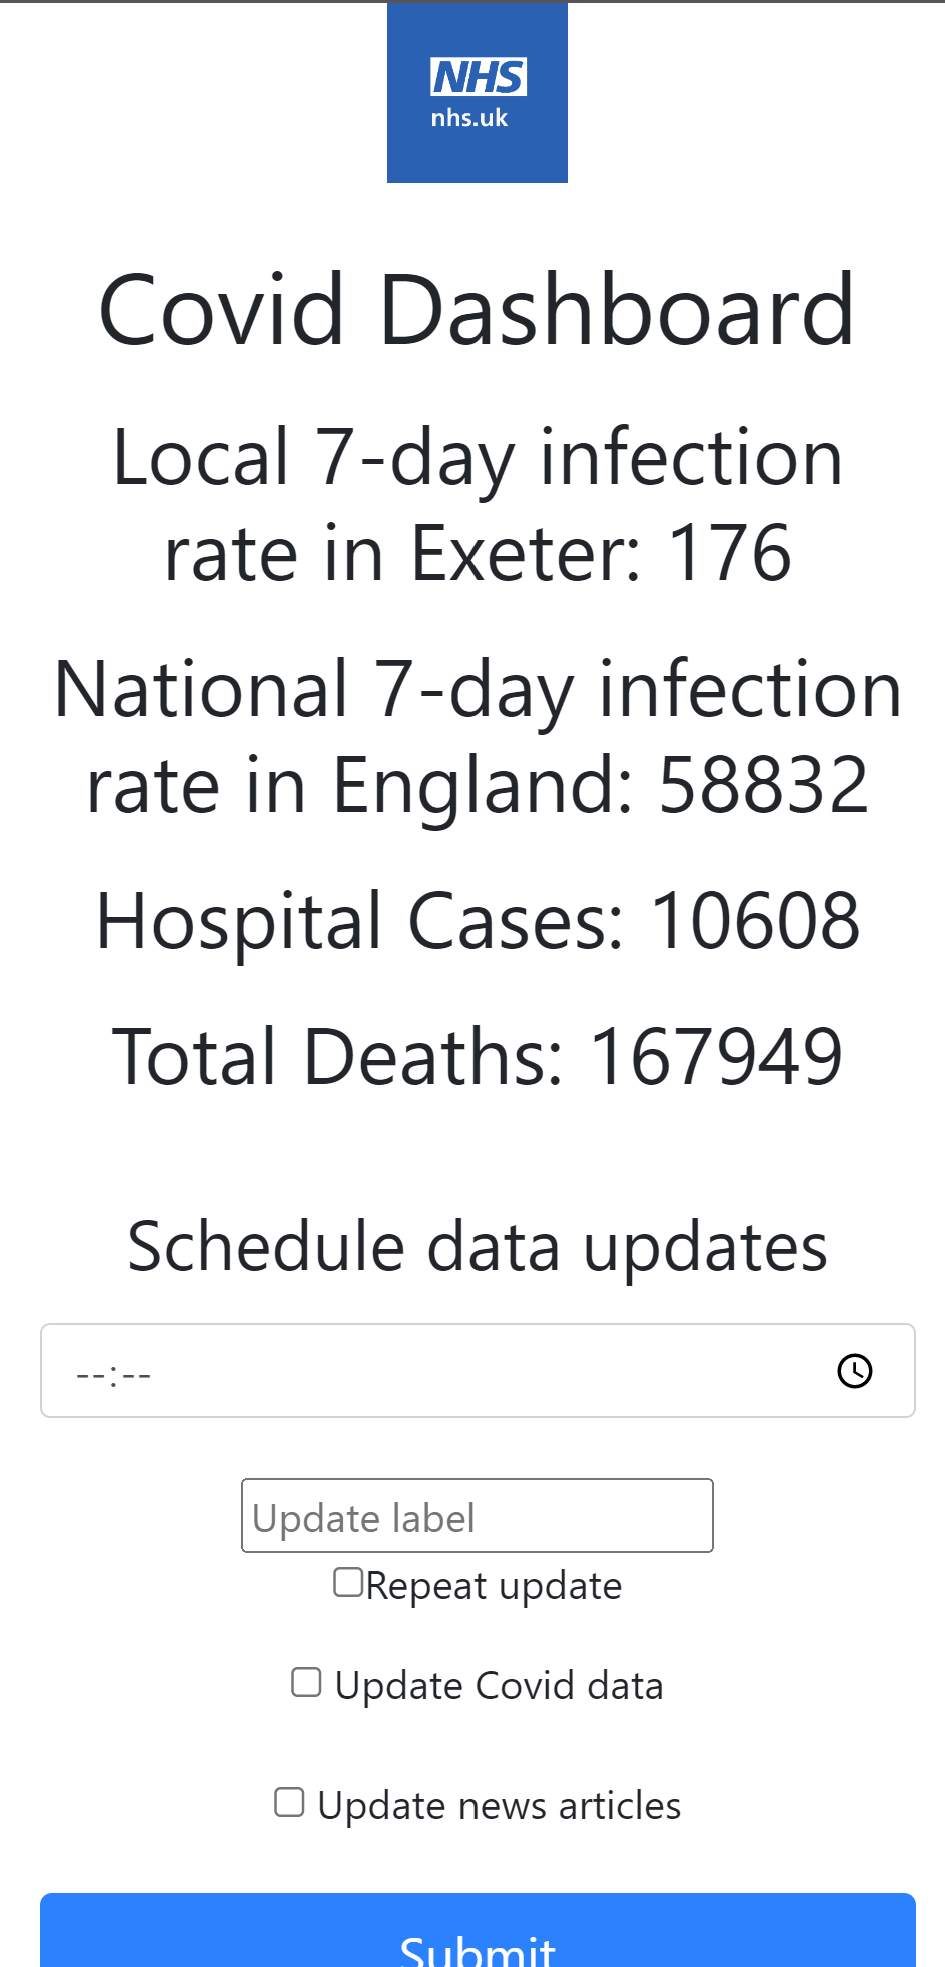 NHS
nhs.uk
Covid Dashboard
Local 7-day infection
rate in Exeter: 176
National 7-day infection
rate in England: 58832
Hospital Cases: 10608
Total Deaths: 167949
Schedule data updates
--:--
Update label
Repeat update
Update Covid data
Update news articles
Submit